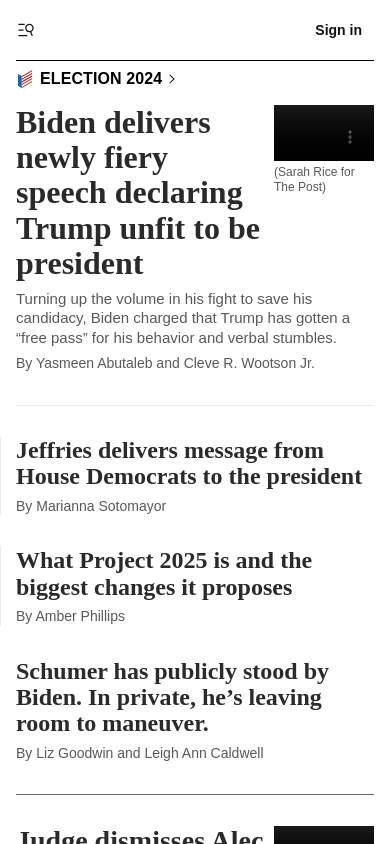 Sign in
ELECTION 2024
Biden delivers
newly fiery
speech declaring
Trump unfit to be
president
(Sarah Rice for
The Post)
Turning up the volume in his fight to save his
candidacy, Biden charged that Trump has gotten a
“free pass” for his behavior and verbal stumbles.
By Yasmeen Abutaleb and Cleve R. Wootson Jr.
Jeffries delivers message from
House Democrats to the president
By Marianna Sotomayor
What Project 2025 is and the
biggest changes it proposes
By Amber Phillips
Schumer has publicly stood by
Biden. In private, he’s leaving
room to maneuver.
By Liz Goodwin and Leigh Ann Caldwell
Judge dismisses Alec